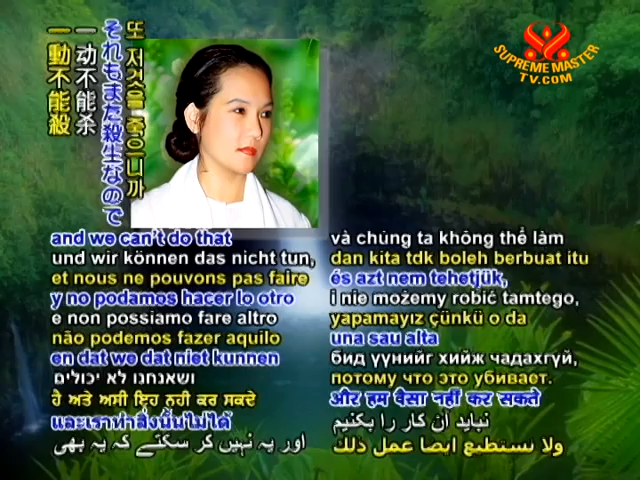 SUPREME MASTER
TV.COM
또 저것을 죽으니까
それもまた殺生なので
一动不能杀
一動不能殺
and we can't do that
und wir können das nicht tun,
et nous ne pouvons pas faire
y no podamos hacer lo otro
e non possiamo fare altro
não podemos fazer aquilo
en dat we dat niet kunnen
ושאנחנו לא יכולים
ਹੈ ਅਤੇ ਅਸੀ ਇਹ ਨਹੀ ਕਰ ਸਕਦੇ
และเราทำสิ่งนั้นไม่ได้
اور یہ نہیں کر سکتے کہ یہ بھی
và chúng ta không thể làm
dan kita tdk boleh berbuat itu
és azt nem tehetjük,
i nie możemy robić tamtego,
yapamayız çünkü o da
una sau alta
бид үүнийг хийж чадахгүй,
потому что это убивает.
और हम वैसा नहीं कर सकते
نباید آن کار را بکنیم
ولا نستطيع ايضا عمل ذلك